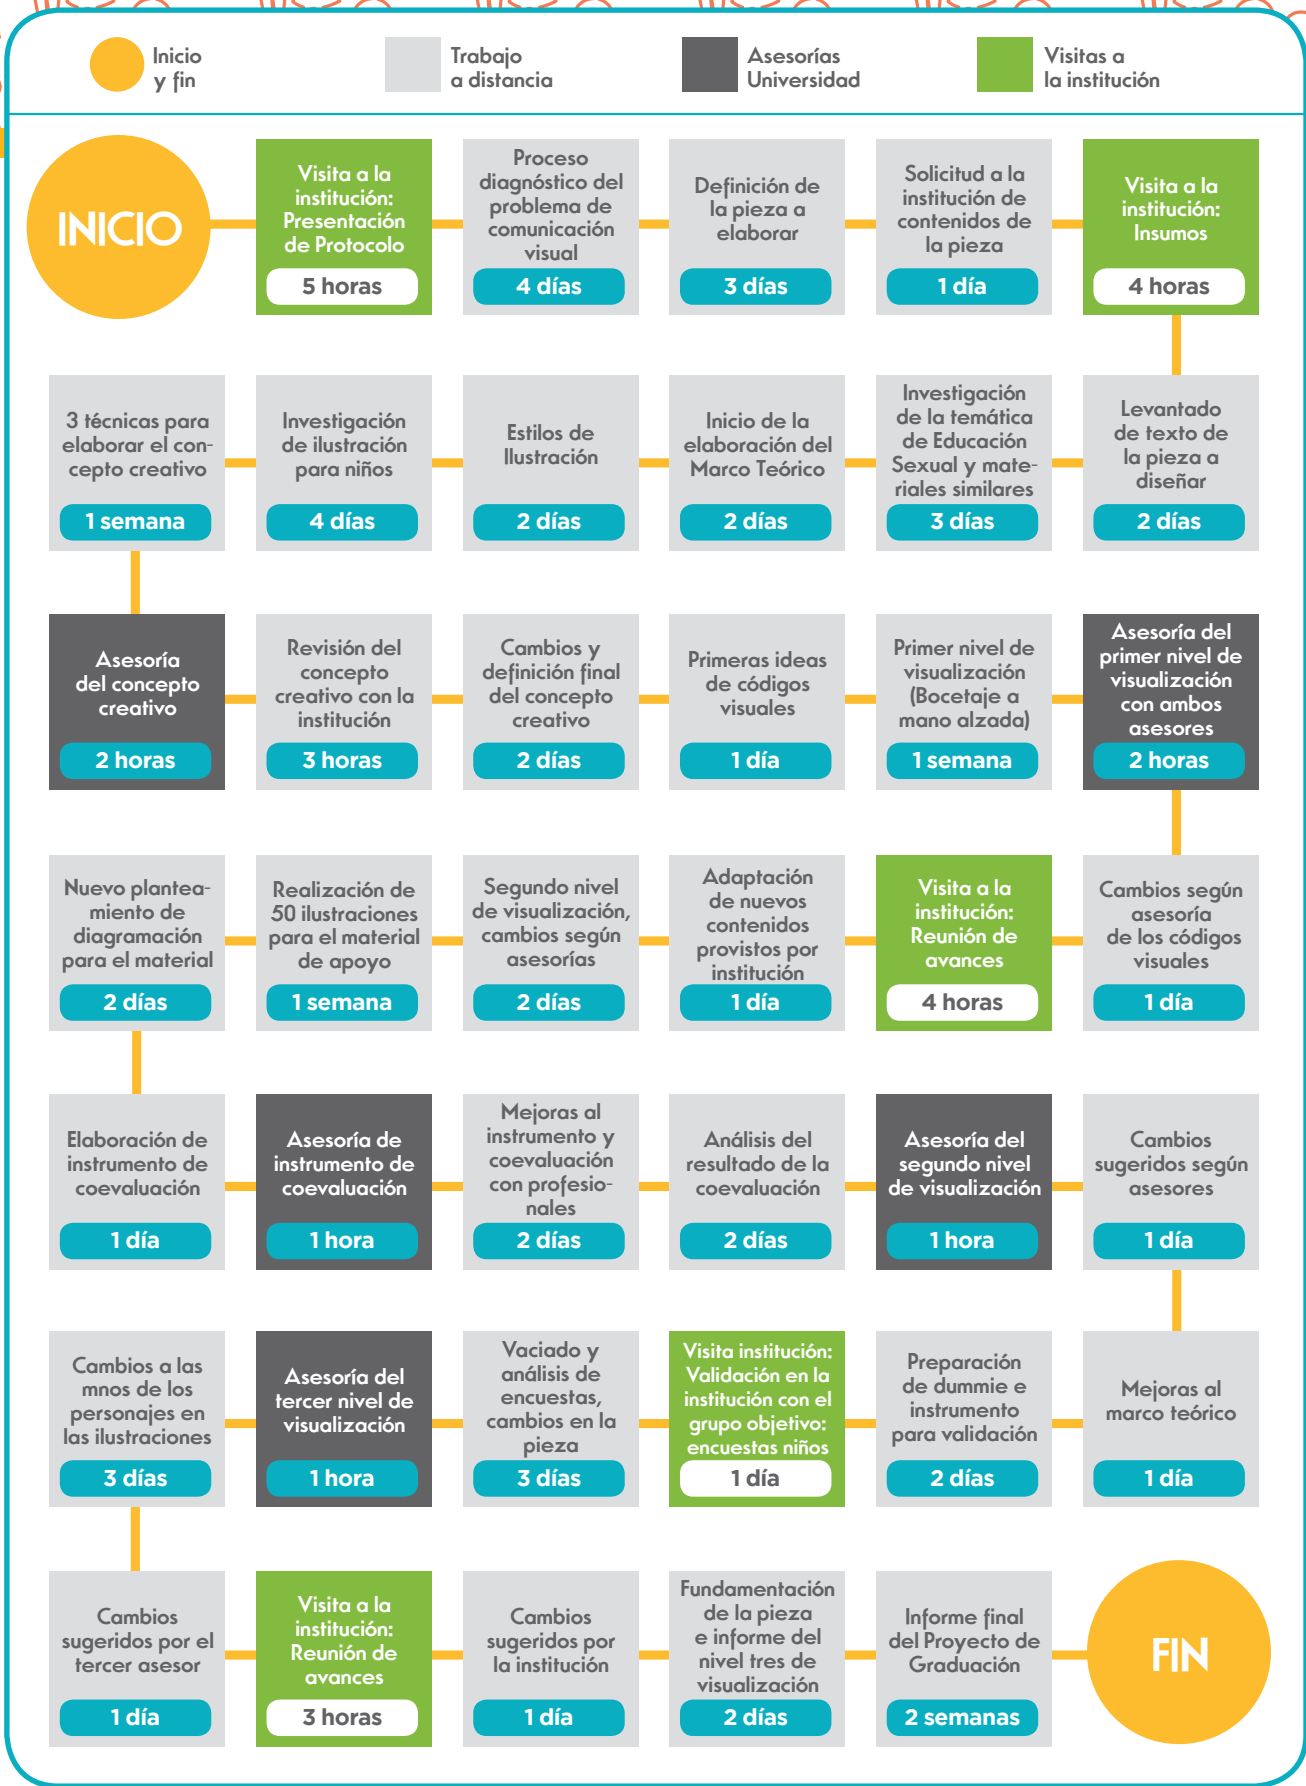 Inicio
y fin
Trabajo
a distancia
Asesorías
Universidad
Visitas a
la institución
INICIO
Visita a la
institución:
Presentación
de Protocolo
5 horas
Proceso
diagnóstico del
problema de
comunicación
visual
4 días
Definición de
la pieza a
elaborar
3 días
Solicitud a la
institución de
contenidos de
la pieza
1 día
Visita a la
institución:
Insumos
4 horas
3 técnicas para
elaborar el con-
cepto creativo
1 semana
Investigación
de ilustración
para niños
4 días
Estilos de
Ilustración
2 días
Inicio de la
elaboración del
Marco Teórico
2 días
Investigación
de la temática
de Educación
Sexual y mate-
riales similares
3 días
Levantado
de texto de
la pieza a
diseñar
2 días
Asesoría
del concepto
creativo
2 horas
Revisión del
concepto
creativo con la
institución
3 horas
Cambios y
definición final
del concepto
creativo
2 días
Primeras ideas
de códigos
visuales
1 día
Primer nivel de
visualización
(Bocetaje a
mano alzada)
1 semana
Asesoría del
primer nivel de
visualización
con ambos
asesores
2 horas
Nuevo plantea-
miento de
diagramación
para el material
2 días
Realización de
50 ilustraciones
para el material
de apoyo
1 semana
Segundo nivel
de visualización,
cambios según
asesorías
2 días
Adaptación
de nuevos
contenidos
provistos por
institución
1 día
Visita a la
institución:
Reunión de
avances
4 horas
Cambios según
asesoría
de los códigos
visuales
1 día
Elaboración de
instrumento de
coevaluación
1 día
Asesoría de
instrumento de
coevaluación
1 hora
Mejoras al
instrumento y
coevaluación
con profesio-
nales
2 días
Análisis del
resultado de la
coevaluación
2 días
Asesoría del
segundo nivel
de visualización
1 hora
Cambios
sugeridos según
asesores
1 día
Cambios a las
mnos de los
personajes en
las ilustraciones
3 días
Asesoría del
tercer nivel de
visualización
1 hora
Vaciado y
análisis de
encuestas,
cambios en la
pieza
3 días
Visita institución:
Validación en la
institución con el
grupo objetivo:
encuestas niños
1 día
Preparación
de dummie e
instrumento
para validación
2 días
Mejoras al
marco teórico
1 día
Cambios
sugeridos por el
tercer asesor
1 día
Visita a la
institución:
Reunión de
avances
3 horas
Cambios
sugeridos por
la institución
1 día
Fundamentación
de la pieza
e informe del
nivel tres de
visualización
2 días
Informe final
del Proyecto de
Graduación
2 semanas
FIN